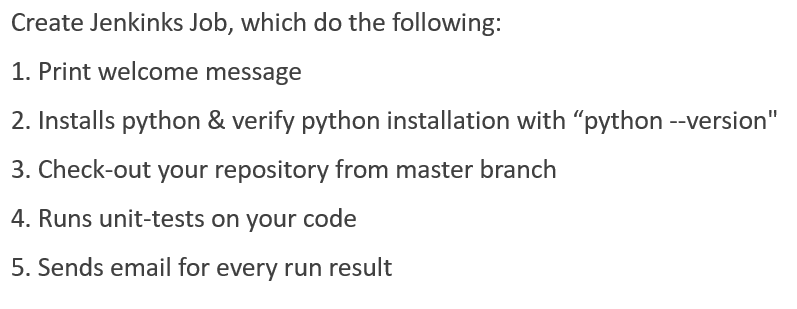 Create Jenkinks Job, which do the following:
1. Print welcome message
2. Installs python & verify python installation with “python --version"
3. Check-out your repository from master branch
4. Runs unit-tests on your code
5. Sends email for every run result